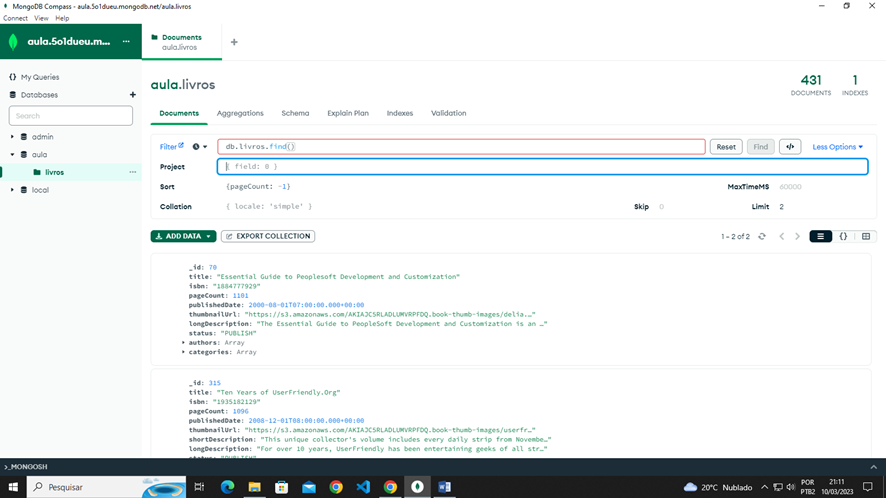 MongoDB Compass - aula.5o1dueu.mongodb.net/aula.livros
Connect View Help
aula.5o1dueu.m... ...
Documents
aula.livros
My Queries
Databases
Search
admin
aula
livros ...
local
aula.livros
431
DOCUMENTS
1
INDEXES
Documents Aggregations Schema Explain Plan Indexes Validation
Filter db.livros.find() Reset Find </> Less Options
Project { field: 0 }
Sort {pageCount: -1} MaxTimeMS 60000
Collation { locale: 'simple' } Skip 0 Limit 2
ADD DATA EXPORT COLLECTION 1 – 2 of 2 {}
_id: 70
title: "Essential Guide to Peoplesoft Development and Customization"
isbn: "1884777929"
pageCount: 1101
publishedDate: 2000-08-01T07:00:00.000+00:00
thumbnailUrl: "https://s3.amazonaws.com/AKIAJC5RLADLUMVRPFDQ.book-thumb-images/delia.…"
longDescription: "The Essential Guide to PeopleSoft Development and Customization is an …"
status: "PUBLISH"
authors: Array
categories: Array
_id: 315
title: "Ten Years of UserFriendly.Org"
isbn: "1935182129"
pageCount: 1096
publishedDate: 2008-12-01T08:00:00.000+00:00
thumbnailUrl: "https://s3.amazonaws.com/AKIAJC5RLADLUMVRPFDQ.book-thumb-images/userfr…"
shortDescription: "This unique collector's volume includes every daily strip from Novembe…"
longDescription: "For over 10 years, UserFriendly has been entertaining geeks of all str…"
status: "PUBLISH"
>_MONGOSH
Pesquisar 20°C Nublado POR PTB2 21:11 10/03/2023